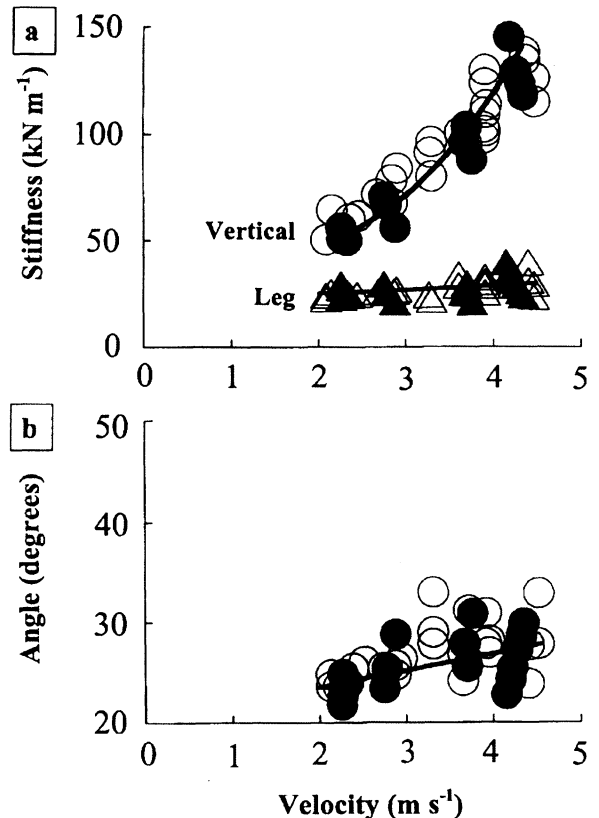 a
Stiffness (kN m⁻¹)
150
100
50
0
Vertical
Leg
0 1 2 3 4 5
b
Angle (degrees)
50
40
30
20
0 1 2 3 4 5
Velocity (m s⁻¹)